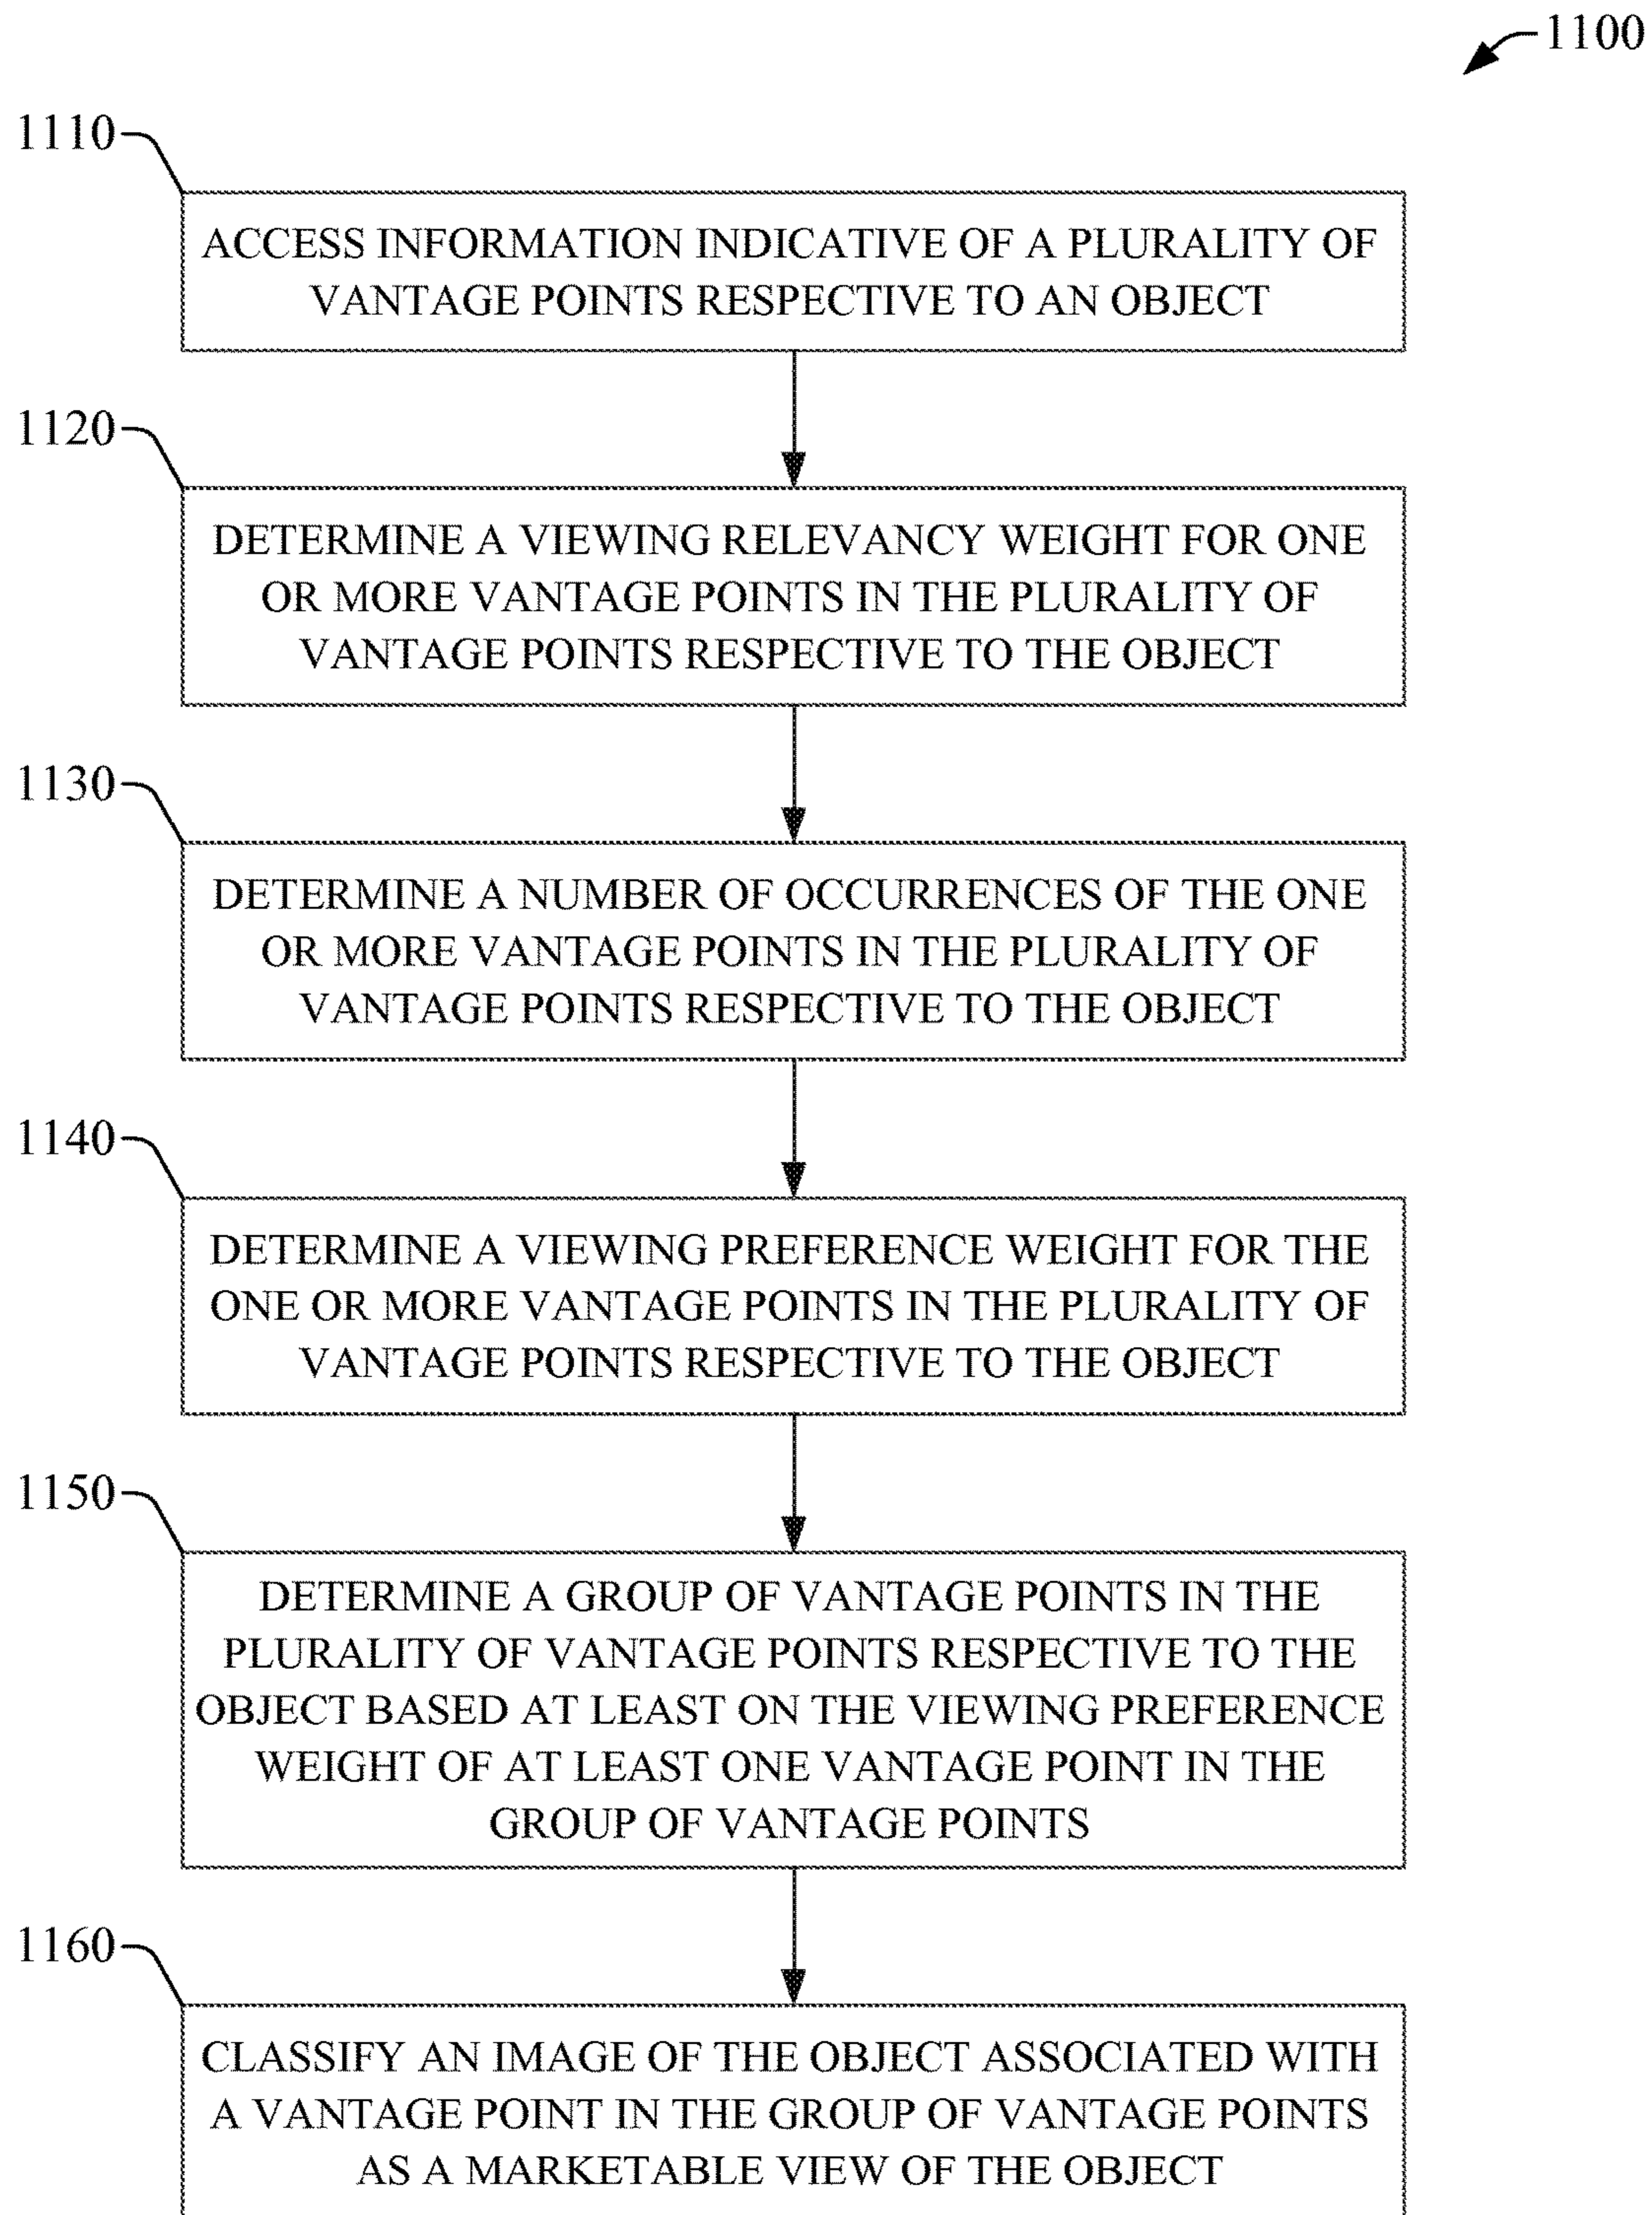 1100
1110
ACCESS INFORMATION INDICATIVE OF A PLURALITY OF
VANTAGE POINTS RESPECTIVE TO AN OBJECT
1120
DETERMINE A VIEWING RELEVANCY WEIGHT FOR ONE
OR MORE VANTAGE POINTS IN THE PLURALITY OF
VANTAGE POINTS RESPECTIVE TO THE OBJECT
1130
DETERMINE A NUMBER OF OCCURRENCES OF THE ONE
OR MORE VANTAGE POINTS IN THE PLURALITY OF
VANTAGE POINTS RESPECTIVE TO THE OBJECT
1140
DETERMINE A VIEWING PREFERENCE WEIGHT FOR THE
ONE OR MORE VANTAGE POINTS IN THE PLURALITY OF
VANTAGE POINTS RESPECTIVE TO THE OBJECT
1150
DETERMINE A GROUP OF VANTAGE POINTS IN THE
PLURALITY OF VANTAGE POINTS RESPECTIVE TO THE
OBJECT BASED AT LEAST ON THE VIEWING PREFERENCE
WEIGHT OF AT LEAST ONE VANTAGE POINT IN THE
GROUP OF VANTAGE POINTS
1160
CLASSIFY AN IMAGE OF THE OBJECT ASSOCIATED WITH
A VANTAGE POINT IN THE GROUP OF VANTAGE POINTS
AS A MARKETABLE VIEW OF THE OBJECT